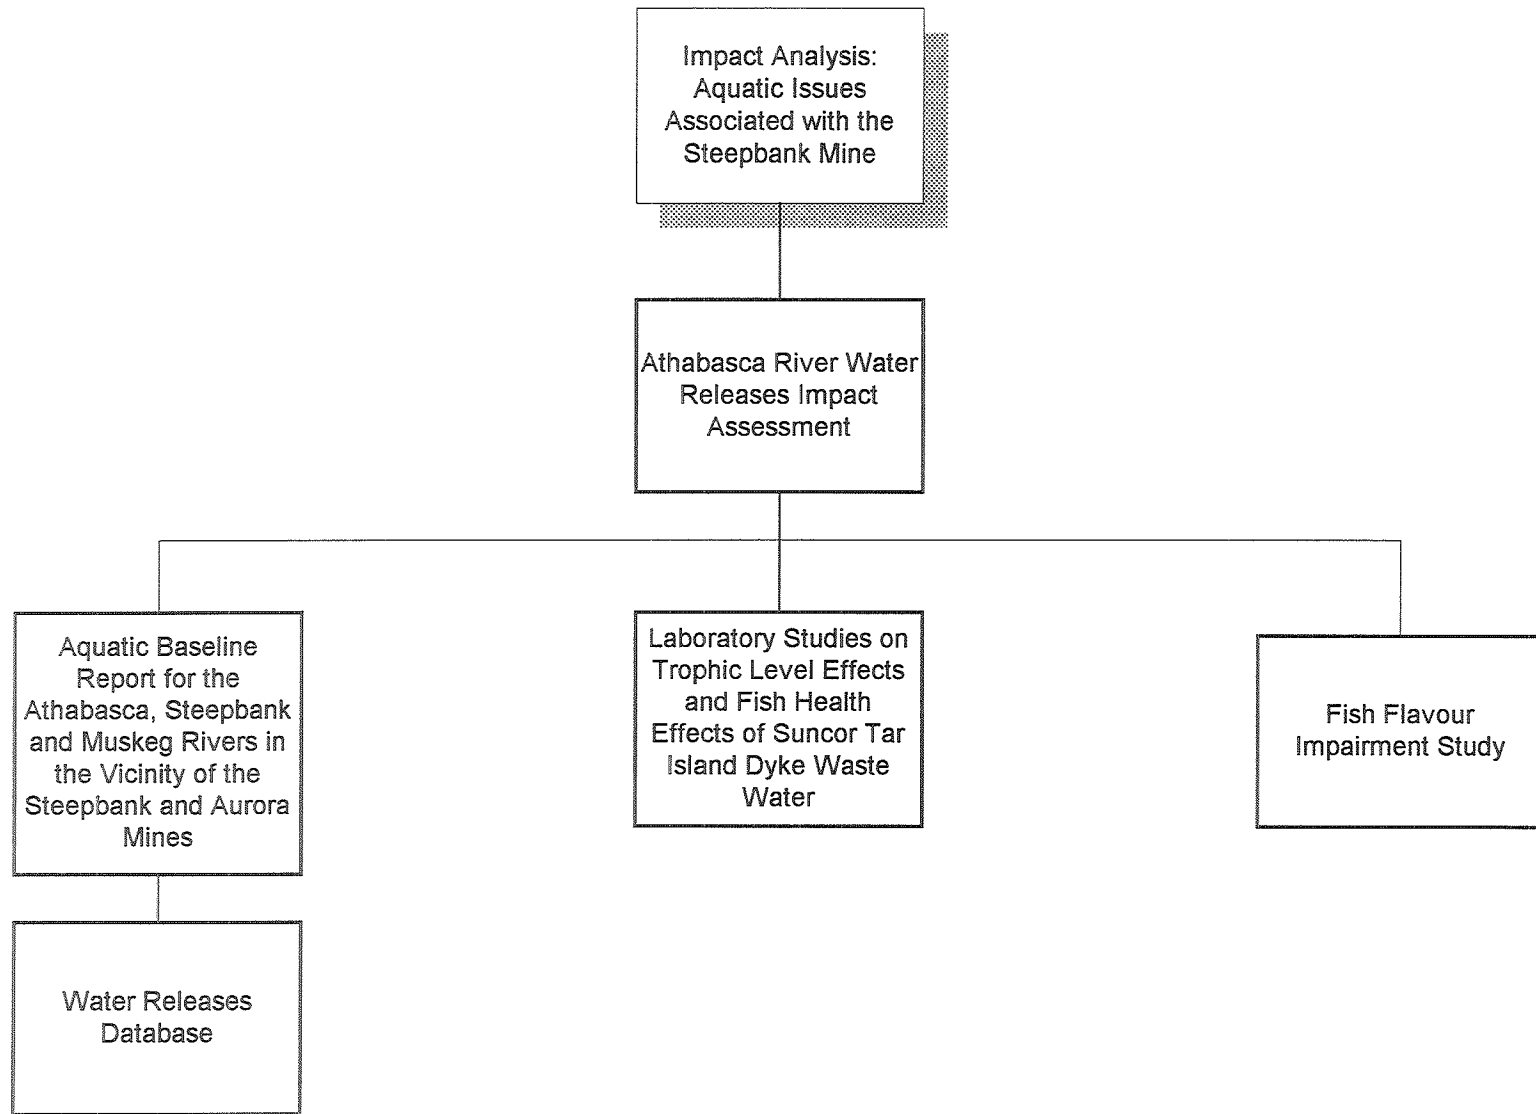 Impact Analysis:
Aquatic Issues
Associated with the
Steepbank Mine
Athabasca River Water
Releases Impact
Assessment
Aquatic Baseline
Report for the
Athabasca, Steepbank
and Muskeg Rivers in
the Vicinity of the
Steepbank and Aurora
Mines
Laboratory Studies on
Trophic Level Effects
and Fish Health
Effects of Suncor Tar
Island Dyke Waste
Water
Fish Flavour
Impairment Study
Water Releases
Database